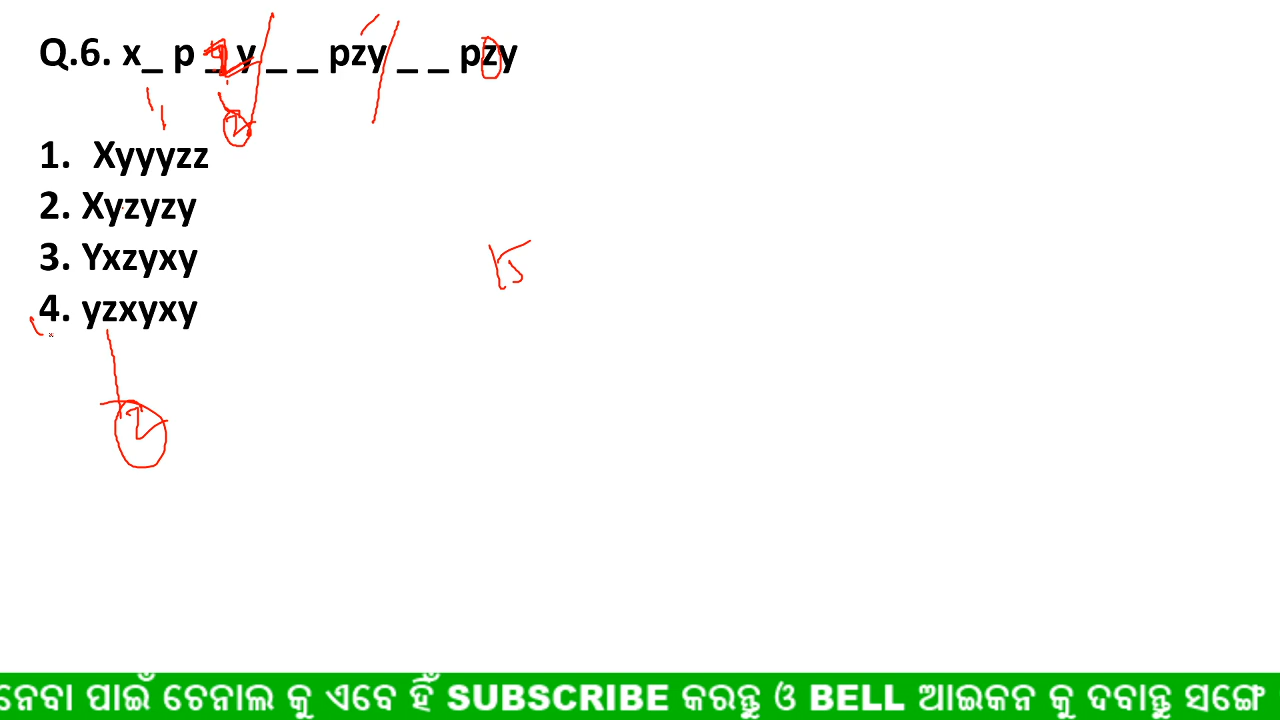 Q.6. x_ p _ y _ _ pzy _ _ pzy
1. Xyyyzz
2. Xyzyzy
3. Yxzyxy
15
4. yzxyxy
z
ନେବା ପାଇଁ ଚେନାଲ କୁ ଏବେ ହିଁ SUBSCRIBE କରନ୍ତୁ ଓ BELL ଆଇକନ କୁ ଦବାନ୍ତୁ ସଙ୍ଗେ